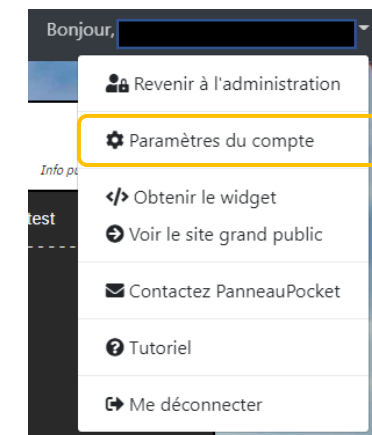 Bonjour,
Revenir à l'administration
Paramètres du compte
Info pu
</> Obtenir le widget
test
Voir le site grand public
Contactez PanneauPocket
Tutoriel
Me déconnecter